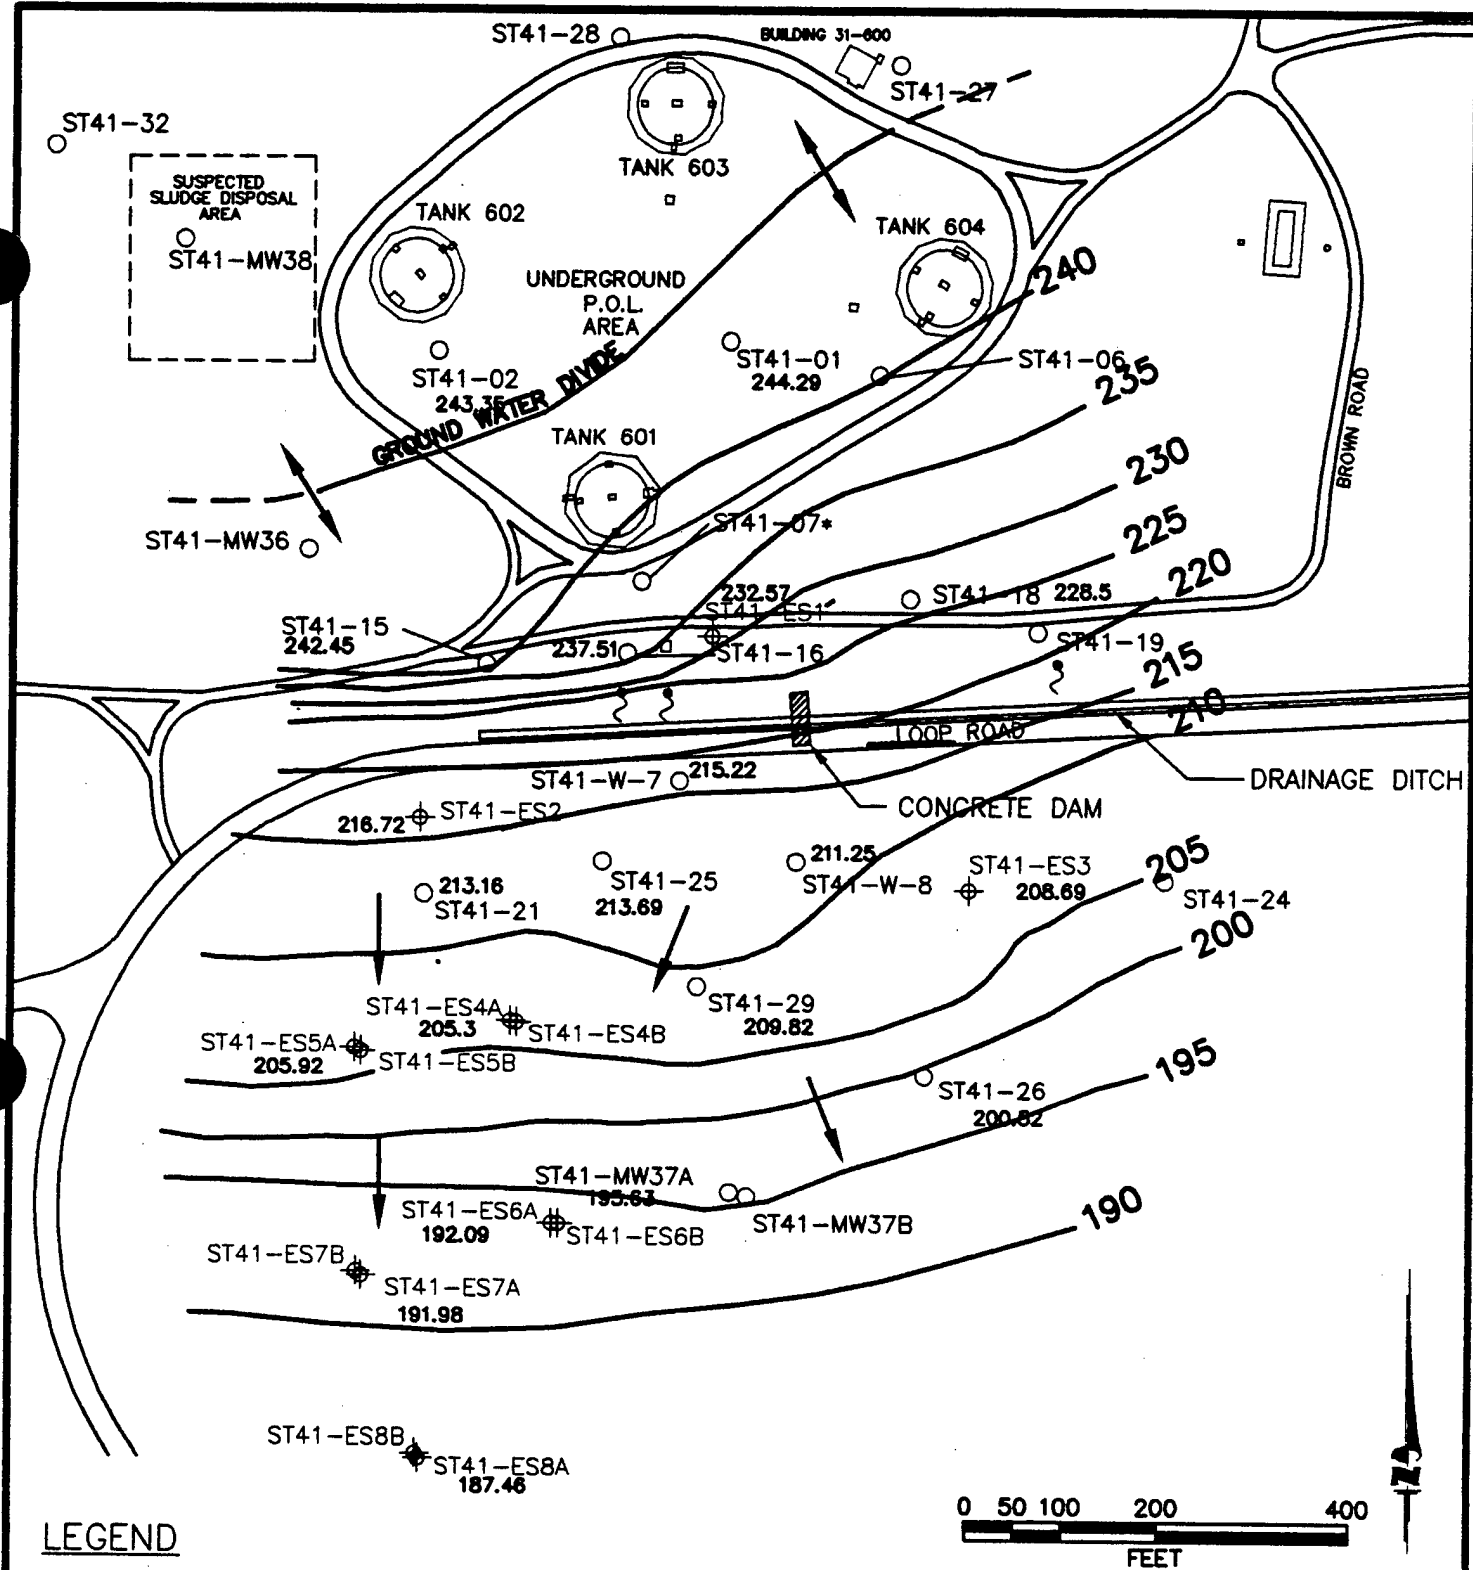 ST41-28
BUILDING 31-600
ST41-27
ST41-32
TANK 603
SUSPECTED
SLUDGE DISPOSAL
AREA
TANK 602
TANK 604
ST41-MW38
UNDERGROUND
P.O.L.
AREA
240
ST41-01
244.29
ST41-06
ST41-02
243.35
235
GROUND WATER DIVIDE
BROWN ROAD
TANK 601
230
ST41-07*
225
ST41-MW36
220
232.57
ST41-ES1
ST41-18 228.5
ST41-15
242.45
237.51
ST41-16
ST41-19
215
210
LOOP ROAD
ST41-W-7
215.22
DRAINAGE DITCH
CONCRETE DAM
ST41-ES2
216.72
211.25
ST41-W-8
ST41-ES3
208.69
205
ST41-24
ST41-25
213.69
213.16
ST41-21
200
ST41-29
209.82
ST41-ES4A
205.3
ST41-ES4B
ST41-ES5A
205.92
ST41-ES5B
195
ST41-26
200.82
ST41-MW37A
195.63
ST41-MW37B
ST41-ES6A
192.09
ST41-ES6B
190
ST41-ES7B
ST41-ES7A
191.98
ST41-ES8B
ST41-ES8A
187.46
LEGEND
0 50 100 200 400
FEET
N